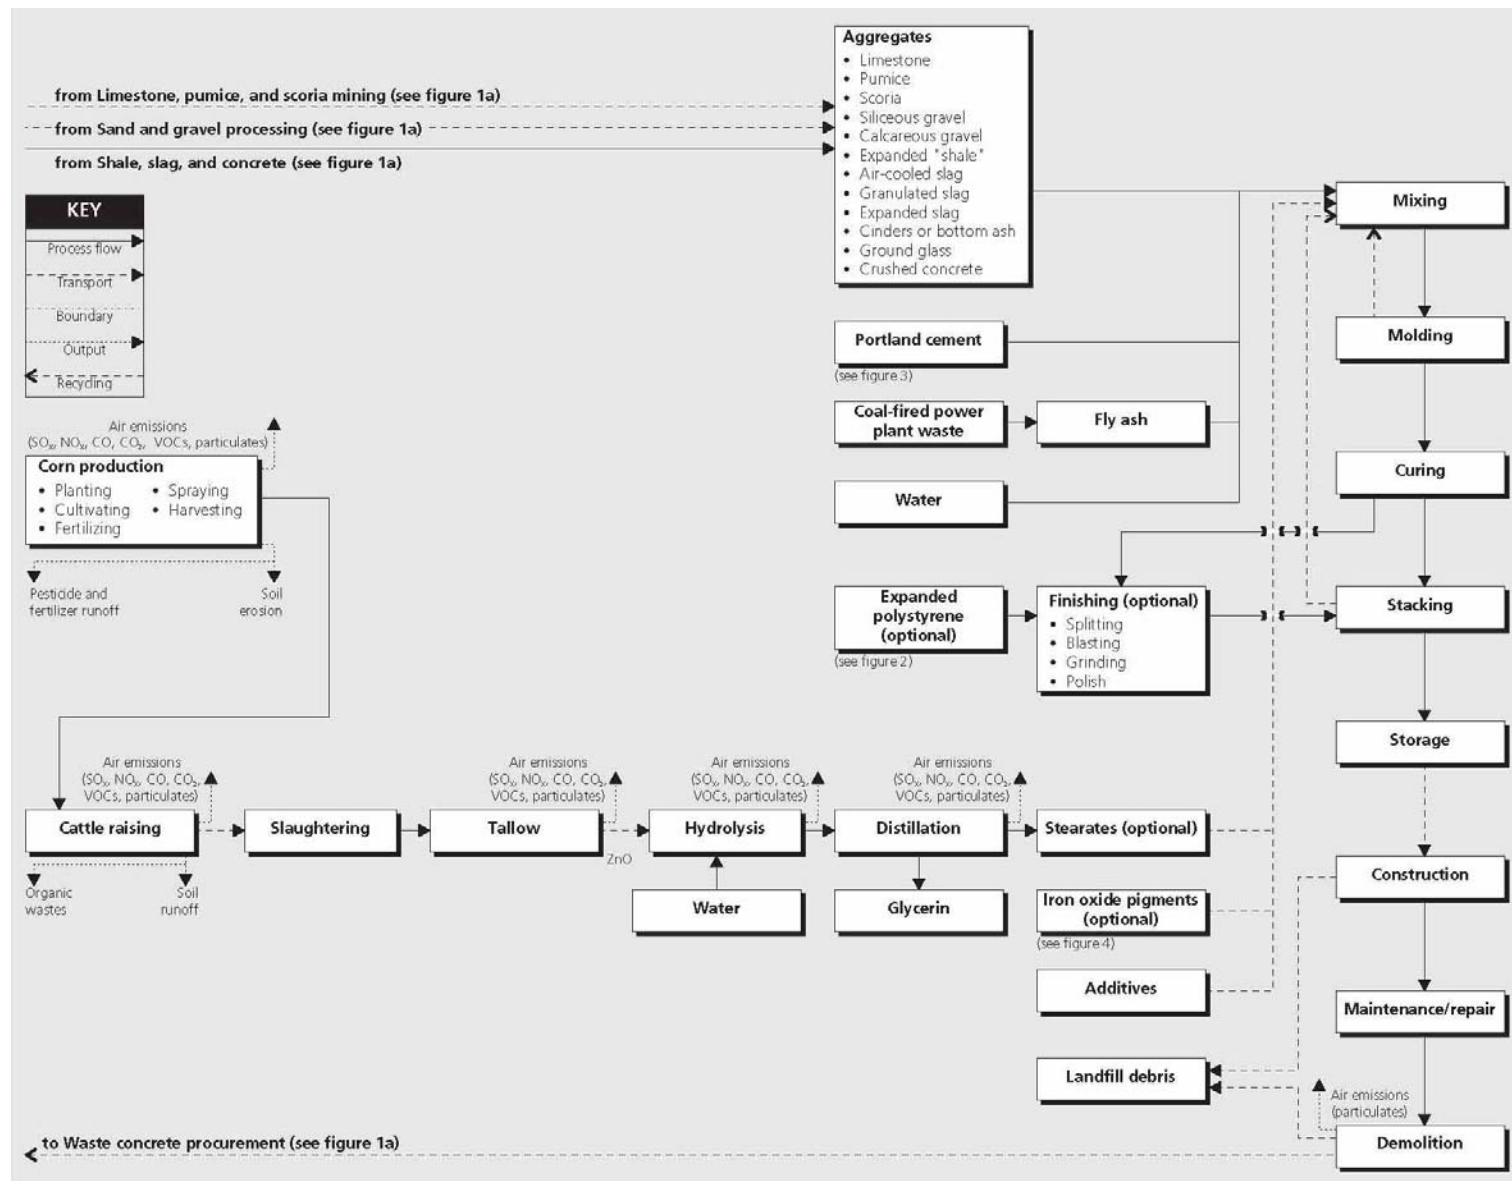 Aggregates
• Limestone
• Pumice
• Scoria
• Siliceous gravel
• Calcareous gravel
• Expanded "shale"
• Air-cooled slag
• Granulated slag
• Expanded slag
• Cinders or bottom ash
• Ground glass
• Crushed concrete
from Limestone, pumice, and scoria mining (see figure 1a)
from Sand and gravel processing (see figure 1a)
from Shale, slag, and concrete (see figure 1a)
KEY
Process flow
Transport
Boundary
Output
Recycling
Mixing
Molding
Curing
Stacking
Storage
Construction
Maintenance/repair
Demolition
Portland cement
(see figure 3)
Coal-fired power
plant waste
Fly ash
Water
Expanded
polystyrene
(optional)
(see figure 2)
Finishing (optional)
• Splitting
• Blasting
• Grinding
• Polish
Air emissions
(SOₓ, NOₓ, CO, CO₂, VOCs, particulates)
Corn production
• Planting • Spraying
• Cultivating • Harvesting
• Fertilizing
Pesticide and
fertilizer runoff
Soil
erosion
Air emissions
(SOₓ, NOₓ, CO, CO₂,
VOCs, particulates)
Cattle raising
Organic
wastes
Soil
runoff
Slaughtering
Air emissions
(SOₓ, NOₓ, CO, CO₂,
VOCs, particulates)
Tallow
ZnO
Air emissions
(SOₓ, NOₓ, CO, CO₂,
VOCs, particulates)
Hydrolysis
Water
Air emissions
(SOₓ, NOₓ, CO, CO₂,
VOCs, particulates)
Distillation
Glycerin
Stearates (optional)
Iron oxide pigments
(optional)
(see figure 4)
Additives
Landfill debris
Air emissions
(particulates)
to Waste concrete procurement (see figure 1a)